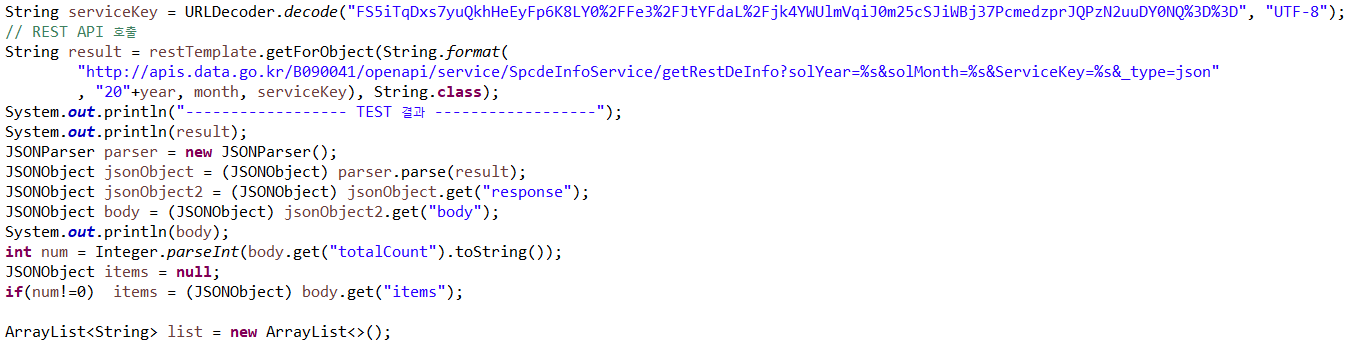 String serviceKey = URLDecoder.decode("FS5iTqDxs7yuQkhHeEyFp6K8LY0%2FFe3%2FJtYFdaL%2Fjk4YWUlmVqiJ0m25cSJiWBj37PcmedzprJQPzN2uuDY0NQ%3D%3D", "UTF-8");
// REST API 호출
String result = restTemplate.getForObject(String.format(
"http://apis.data.go.kr/B090041/openapi/service/SpcdeInfoService/getRestDeInfo?solYear=%s&solMonth=%s&ServiceKey=%s&_type=json"
, "20"+year, month, serviceKey), String.class);
System.out.println("------------------ TEST 결과 ------------------");
System.out.println(result);
JSONParser parser = new JSONParser();
JSONObject jsonObject = (JSONObject) parser.parse(result);
JSONObject jsonObject2 = (JSONObject) jsonObject.get("response");
JSONObject body = (JSONObject) jsonObject2.get("body");
System.out.println(body);
int num = Integer.parseInt(body.get("totalCount").toString());
JSONObject items = null;
if(num!=0)  items = (JSONObject) body.get("items");
ArrayList<String> list = new ArrayList<>();